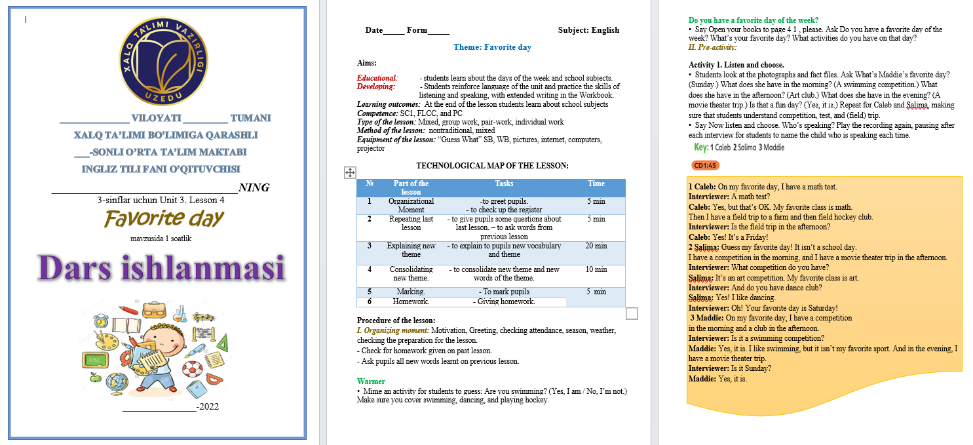 XALQ TA'LIMI VAZIRLIGI
UZEDU
______________ VILOYATI _________ TUMANI
XALQ TA'LIMI BO'LIMIGA QARASHLI
___-SONLI O'RTA TA'LIM MAKTABI
INGLIZ TILI FANI O'QITUVCHISI
______________________________NING
3-sinflar uchun Unit 3. Lesson 4
Favorite day
mavzusida 1 soatlik
Dars ishlanmasi
_______________-2022
Date_____ Form_____ Subject: English
Theme: Favorite day
Aims:
Educational: - students learn about the days of the week and school subjects.
Developing: - Students reinforce language of the unit and practice the skills of
listening and speaking, with extended writing in the Workbook.
Learning outcomes: At the end of the lesson students learn about school subjects
Competence: SC1, FLCC, and PC
Type of the lesson: Mixed, group work, pair-work, individual work
Method of the lesson: nontraditional, mixed
Equipment of the lesson: "Guess What" SB, WB, pictures, internet, computers,
projector
TECHNOLOGICAL MAP OF THE LESSON:
№ Part of the lesson Tasks Time
1 Organizational Moment -to greet pupils. - to check up the register 5 min
2 Repeating last lesson - to give pupils some questions about last lesson. – to ask words from previous lesson 5 min
3 Explaining new theme - to explain to pupils new vocabulary and theme 20 min
4 Consolidating new theme. - to consolidate new theme and new words of the theme. 10 min
5 Marking. - To mark pupils 5 min
6 Homework. - Giving homework.
Procedure of the lesson:
I. Organizing moment: Motivation, Greeting, checking attendance, season, weather,
checking the preparation for the lesson.
- Check for homework given on past lesson.
- Ask pupils all new words learnt on previous lesson.
Warmer
• Mime an activity for students to guess: Are you swimming? (Yes, I am / No, I'm not.)
Make sure you cover swimming, dancing, and playing hockey.
Do you have a favorite day of the week?
• Say Open your books to page 4 1 , please. Ask Do you have a favorite day of the
week? What's your favorite day? What activities do you have on that day?
II. Pre-activity:
Activity 1. Listen and choose.
• Students look at the photographs and fact files. Ask What's Maddie's favorite day?
(Sunday.) What does she have in the morning? (A swimming competition.) What
does she have in the afternoon? (Art club.) What does she have in the evening? (A
movie theater trip.) Is that a fun day? (Yes, it is.) Repeat for Caleb and Salima, making
sure that students understand competition, test, and (field) trip.
• Say Now listen and choose. Who's speaking? Play the recording again, pausing after
each interview for students to name the child who is speaking each time.
Key: 1 Caleb 2 Salima 3 Maddie
CD1:45
1 Caleb: On my favorite day, I have a math test.
Interviewer: A math test?
Caleb: Yes, but that's OK. My favorite class is math.
Then I have a field trip to a farm and then field hockey club.
Interviewer: Is the field trip in the afternoon?
Caleb: Yes! It's a Friday!
2 Salima: Guess my favorite day! It isn't a school day.
I have a competition in the morning, and I have a movie theater trip in the afternoon.
Interviewer: What competition do you have?
Salima: It's an art competition. My favorite class is art.
Interviewer: And do you have dance club?
Salima: Yes! I like dancing.
Interviewer: Oh! Your favorite day is Saturday!
3 Maddie: On my favorite day, I have a competition
in the morning and a club in the afternoon.
Interviewer: Is it a swimming competition?
Maddie: Yes, it is. I like swimming, but it isn't my favorite sport. And in the evening, I
have a movie theater trip.
Interviewer: Is it Sunday?
Maddie: Yes, it is.